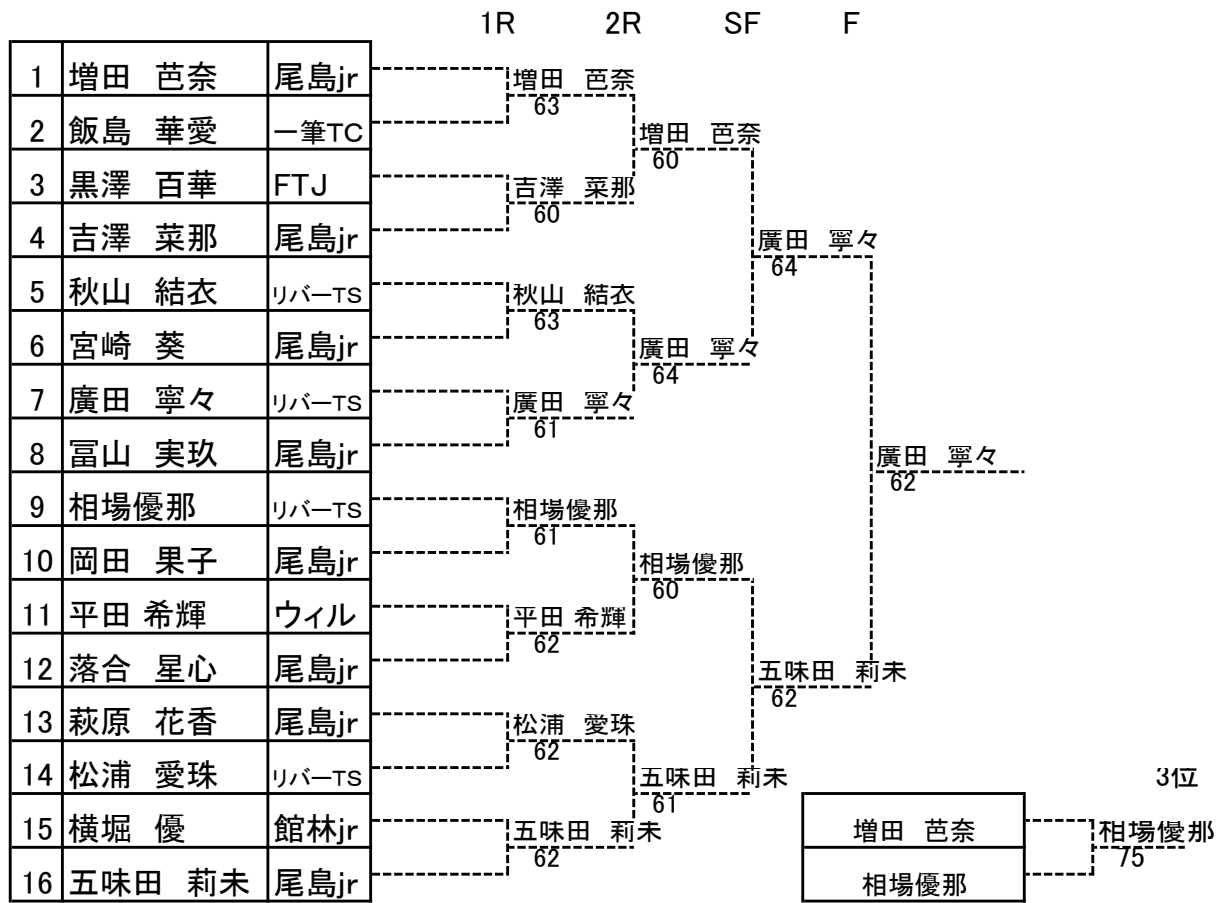 1R 2R SF F
1 増田 芭奈 尾島jr
増田 芭奈
63
2 飯島 華愛 一筆TC
増田 芭奈
60
3 黒澤 百華 FTJ
吉澤 菜那
60
4 吉澤 菜那 尾島jr
廣田 寧々
64
5 秋山 結衣 リバーTS
秋山 結衣
63
6 宮崎 葵 尾島jr
廣田 寧々
64
7 廣田 寧々 リバーTS
廣田 寧々
61
8 冨山 実玖 尾島jr
廣田 寧々
62
9 相場優那 リバーTS
相場優那
61
10 岡田 果子 尾島jr
相場優那
60
11 平田 希輝 ウィル
平田 希輝
62
12 落合 星心 尾島jr
五味田 莉未
62
13 萩原 花香 尾島jr
松浦 愛珠
62
14 松浦 愛珠 リバーTS
五味田 莉未
61
3位
15 横堀 優 館林jr
五味田 莉未
62
増田 芭奈
相場優那
75
16 五味田 莉未 尾島jr
相場優那